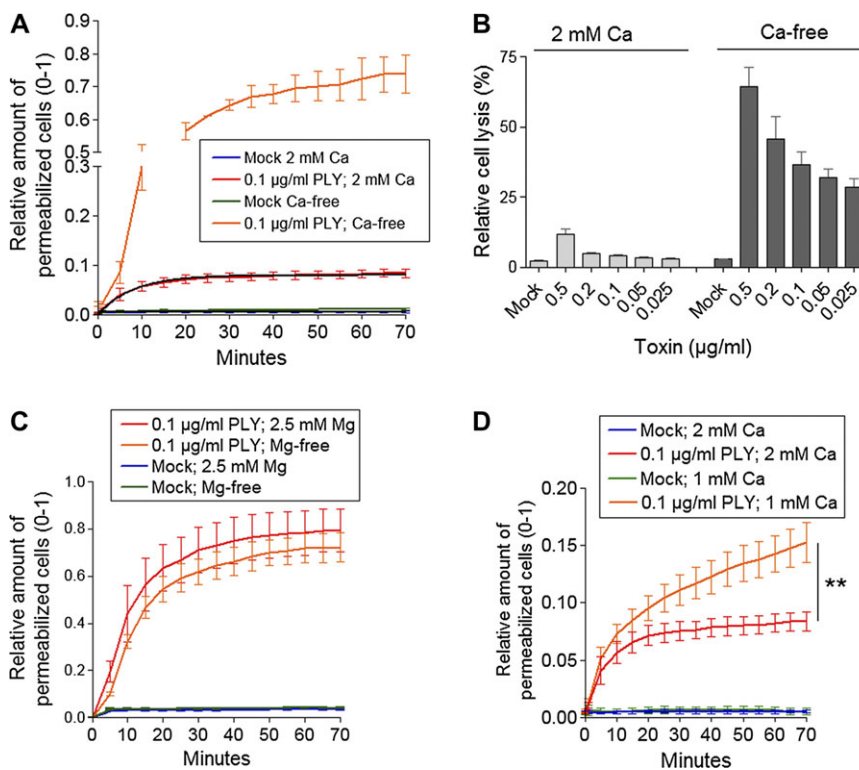 A
Relative amount of
permeabilized cells (0-1)
0.9
0.8
0.7
0.6
0.5
0.3
0.2
0.1
0.0
Mock 2 mM Ca
0.1 µg/ml PLY; 2 mM Ca
Mock Ca-free
0.1 µg/ml PLY; Ca-free
0 10 20 30 40 50 60 70
Minutes
B
2 mM Ca Ca-free
Relative cell lysis (%)
75
50
25
0
Mock 0.5 0.2 0.1 0.05 0.025 Mock 0.5 0.2 0.1 0.05 0.025
Toxin (µg/ml)
C
0.1 µg/ml PLY; 2.5 mM Mg
0.1 µg/ml PLY; Mg-free
Mock; 2.5 mM Mg
Mock; Mg-free
Relative amount of
permeabilized cells (0-1)
1.0
0.8
0.6
0.4
0.2
0.0
0 10 20 30 40 50 60 70
Minutes
D
Mock; 2 mM Ca
0.1 µg/ml PLY; 2 mM Ca
Mock; 1 mM Ca
0.1 µg/ml PLY; 1 mM Ca
Relative amount of
permeabilized cells (0-1)
0.20
0.15
0.10
0.05
0.00
**
0 10 20 30 40 50 60 70
Minutes